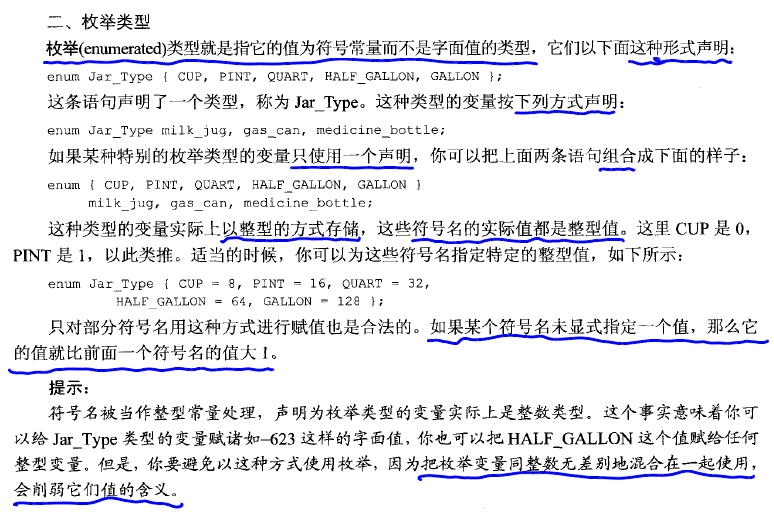 二、枚举类型
枚举(enumerated)类型就是指它的值为符号常量而不是字面值的类型，它们以下面这种形式声明：
enum Jar_Type { CUP, PINT, QUART, HALF_GALLON, GALLON };
这条语句声明了一个类型，称为 Jar_Type。这种类型的变量按下列方式声明：
enum Jar_Type milk_jug, gas_can, medicine_bottle;
如果某种特别的枚举类型的变量只使用一个声明，你可以把上面两条语句组合成下面的样子：
enum { CUP, PINT, QUART, HALF_GALLON, GALLON }
milk_jug, gas_can, medicine_bottle;
这种类型的变量实际上以整型的方式存储，这些符号名的实际值都是整型值。这里 CUP 是 0，
PINT 是 1，以此类推。适当的时候，你可以为这些符号名指定特定的整型值，如下所示：
enum Jar_Type { CUP = 8, PINT = 16, QUART = 32,
HALF_GALLON = 64, GALLON = 128 };
只对部分符号名用这种方式进行赋值也是合法的。如果某个符号名未显式指定一个值，那么它
的值就比前面一个符号名的值大 1。
提示：
符号名被当作整型常量处理，声明为枚举类型的变量实际上是整数类型。这个事实意味着你可
以给 Jar_Type 类型的变量赋诸如–623 这样的字面值，你也可以把 HALF_GALLON 这个值赋给任何
整型变量。但是，你要避免以这种方式使用枚举，因为把枚举变量同整数无差别地混合在一起使用，
会削弱它们值的含义。